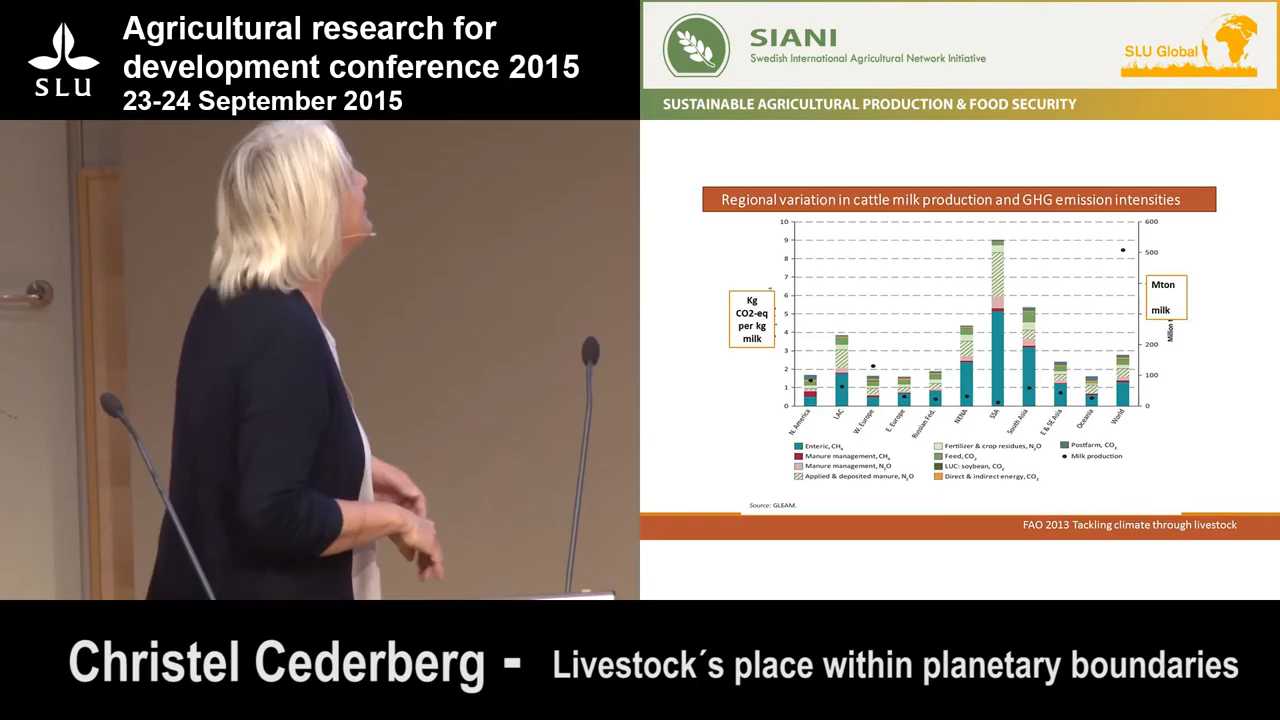 Agricultural research for
development conference 2015
23-24 September 2015
SLU
SIANI
Swedish International Agricultural Network Initiative
SLU Global
SUSTAINABLE AGRICULTURAL PRODUCTION & FOOD SECURITY
Regional variation in cattle milk production and GHG emission intensities
10
9
8
7
6
5
4
3
2
1
0
Kg
CO2-eq
per kg
milk
600
500
200
100
0
Mton
milk
Million
N. America
LAC
W. Europe
E. Europe
Russian Fed.
NENA
SSA
South Asia
E & SE Asia
Oceania
World
Enteric, CH₄
Manure management, CH₄
Manure management, N₂O
Applied & deposited manure, N₂O
Fertilizer & crop residues, N₂O
Feed, CO₂
LUC: soybean, CO₂
Direct & indirect energy, CO₂
Postfarm, CO₂
Milk production
Source: GLEAM.
FAO 2013 Tackling climate through livestock
Christel Cederberg - Livestock´s place within planetary boundaries